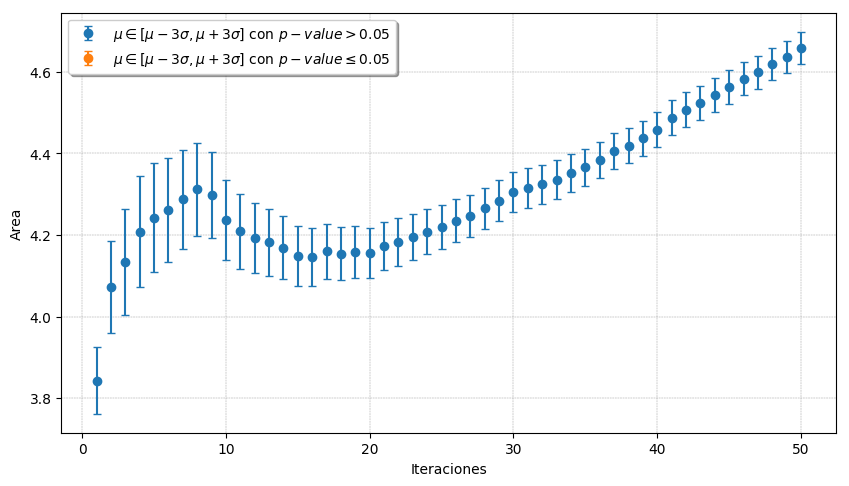 μ ∈ [μ − 3σ, μ + 3σ] con p − value > 0.05
μ ∈ [μ − 3σ, μ + 3σ] con p − value ≤ 0.05
4.6
4.4
4.2
4.0
3.8
Area
0 10 20 30 40 50
Iteraciones